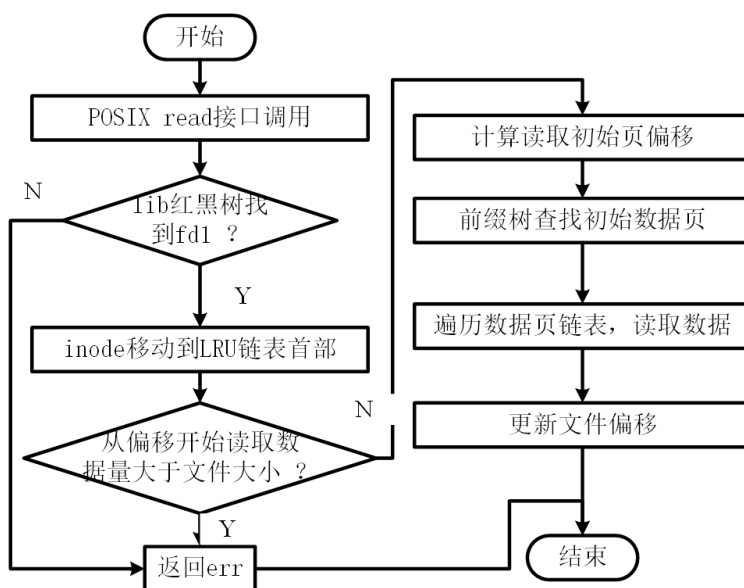 开始
POSIX read接口调用
N
lib红黑树找
到fd1 ?
Y
inode移动到LRU链表首部
N
从偏移开始读取数
据量大于文件大小 ?
Y
返回err
计算读取初始页偏移
前缀树查找初始数据页
遍历数据页链表，读取数据
更新文件偏移
结束